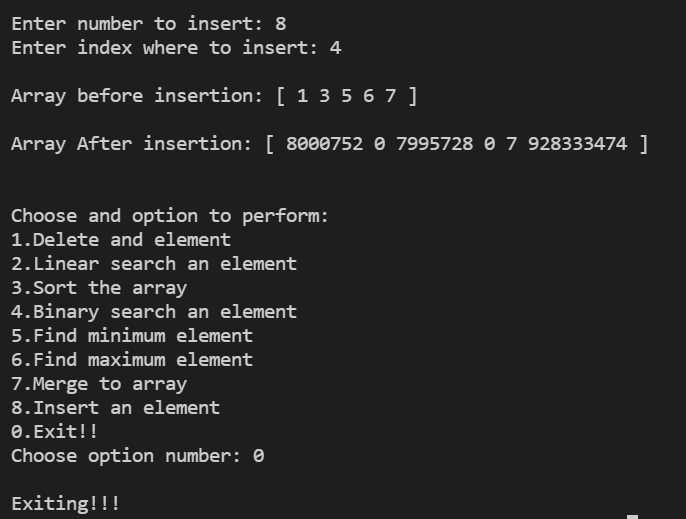 Enter number to insert: 8
Enter index where to insert: 4
Array before insertion: [ 1 3 5 6 7 ]
Array After insertion: [ 8000752 0 7995728 0 7 928333474 ]
Choose and option to perform:
1.Delete and element
2.Linear search an element
3.Sort the array
4.Binary search an element
5.Find minimum element
6.Find maximum element
7.Merge to array
8.Insert an element
0.Exit!!
Choose option number: 0
Exiting!!!